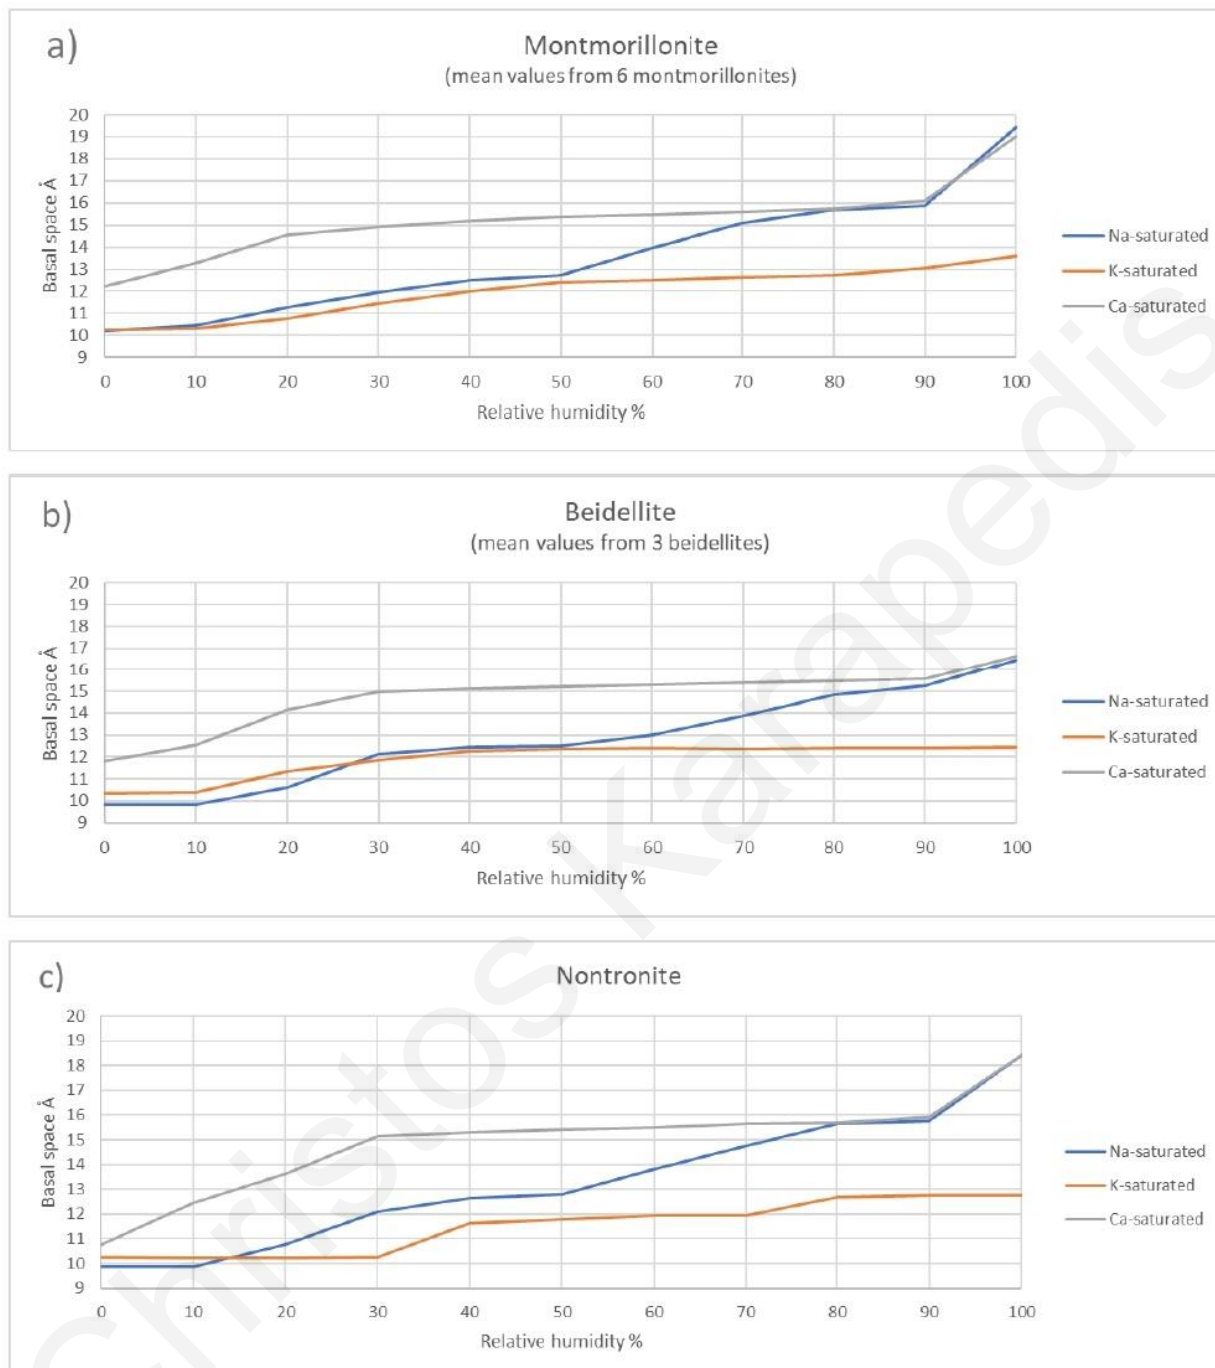 a)
Montmorillonite
(mean values from 6 montmorillonites)
20
19
18
17
16
15
14
13
12
11
10
9
Basal space Å
0 10 20 30 40 50 60 70 80 90 100
Relative humidity %
Na-saturated
K-saturated
Ca-saturated
b)
Beidellite
(mean values from 3 beidellites)
20
19
18
17
16
15
14
13
12
11
10
9
Basal space Å
0 10 20 30 40 50 60 70 80 90 100
Relative humidity %
Na-saturated
K-saturated
Ca-saturated
c)
Nontronite
20
19
18
17
16
15
14
13
12
11
10
9
Basal space Å
0 10 20 30 40 50 60 70 80 90 100
Relative humidity %
Na-saturated
K-saturated
Ca-saturated
Christos Karapedis